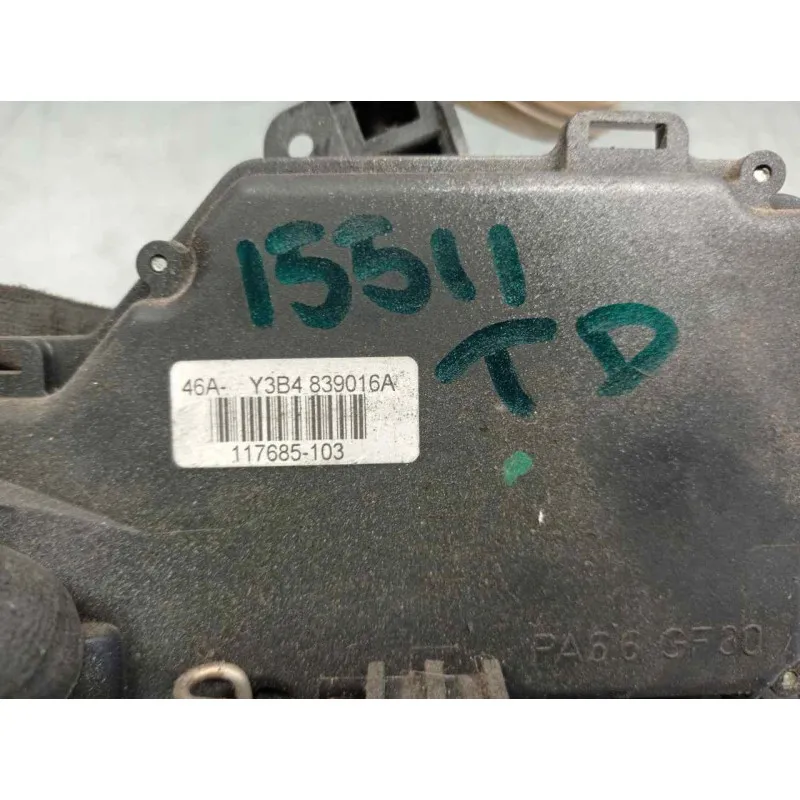 15511
TD
46A- Y3B4 839016A
117685-103
PA66 GF30